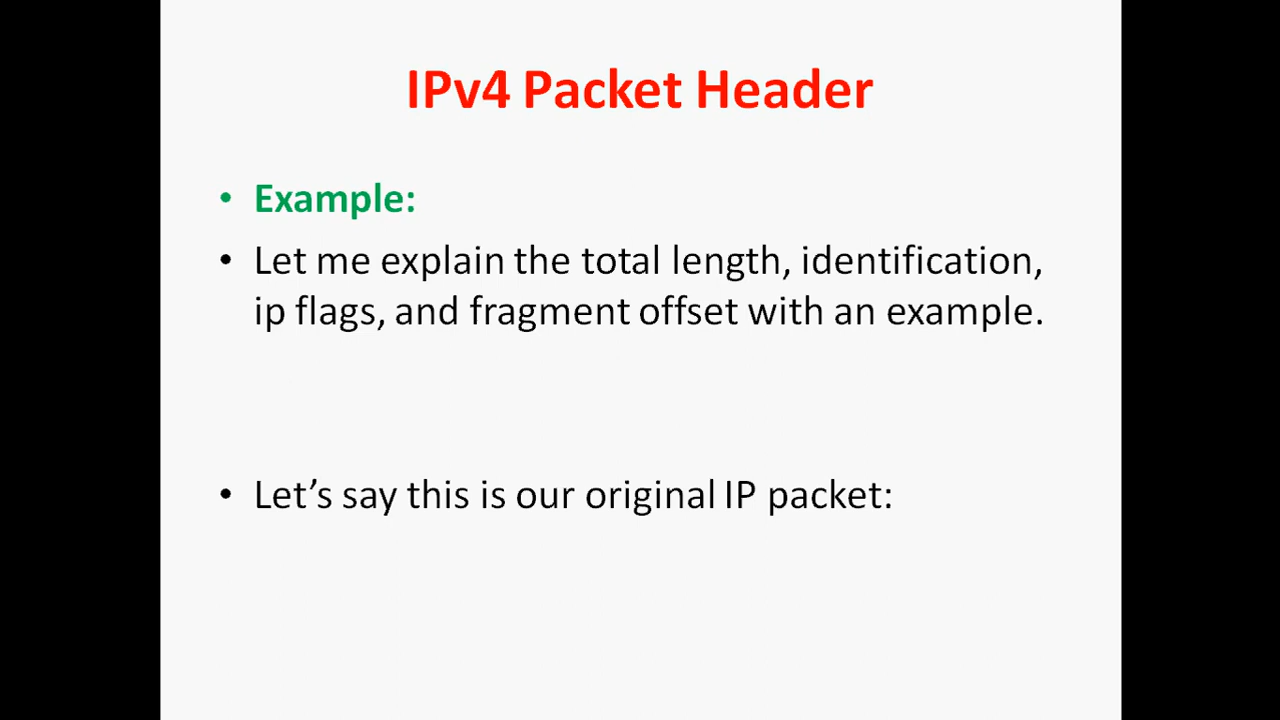 IPv4 Packet Header
• Example:
• Let me explain the total length, identification,
ip flags, and fragment offset with an example.
• Let’s say this is our original IP packet: